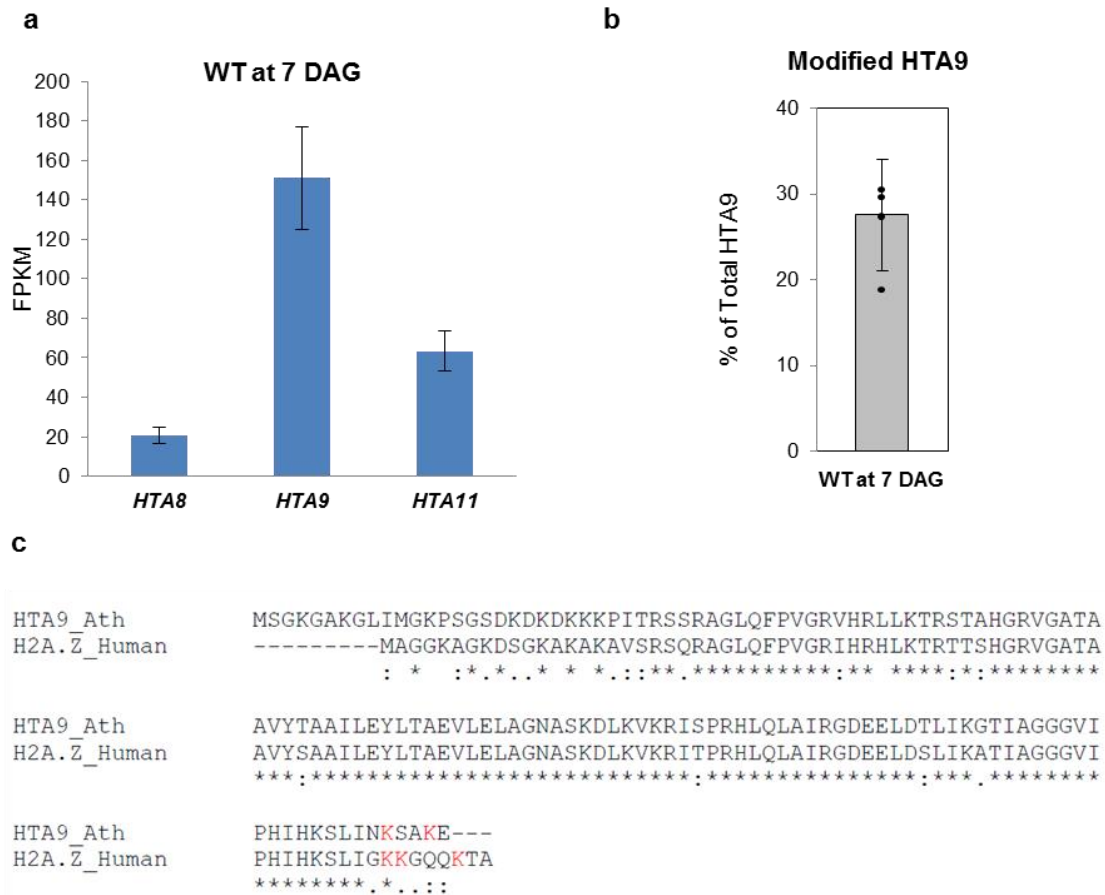 a
WT at 7 DAG
200
180
160
140
120
100
80
60
40
20
0
FPKM
HTA8 HTA9 HTA11
b
Modified HTA9
40
30
20
10
0
% of Total HTA9
WT at 7 DAG
c
HTA9_Ath MSGKGAKGLIMGKPSGSDKDKDKKKPITRSSRAGLQFPVGRVHRLLKTRSTAHGRVGATA
H2A.Z_Human ---------MAGGKAGKDSGKAKAKAVSRSQRAGLQFPVGRIHRHLKTRTTSHGRVGATA
: * :*.*..* * * .::**.*********:** ****:*:********
HTA9_Ath AVYTAAILEYLTAEVLELAGNASKDLKVKRISPRHLQLAIRGDEELDTLIKGTIAGGGVI
H2A.Z_Human AVYSAAILEYLTAEVLELAGNASKDLKVKRITPRHLQLAIRGDEELDSLIKATIAGGGVI
***:***************************:***************:***.********
HTA9_Ath PHIHKSLINKSAKE---
H2A.Z_Human PHIHKSLIGKKGQQKTA
********.*..::